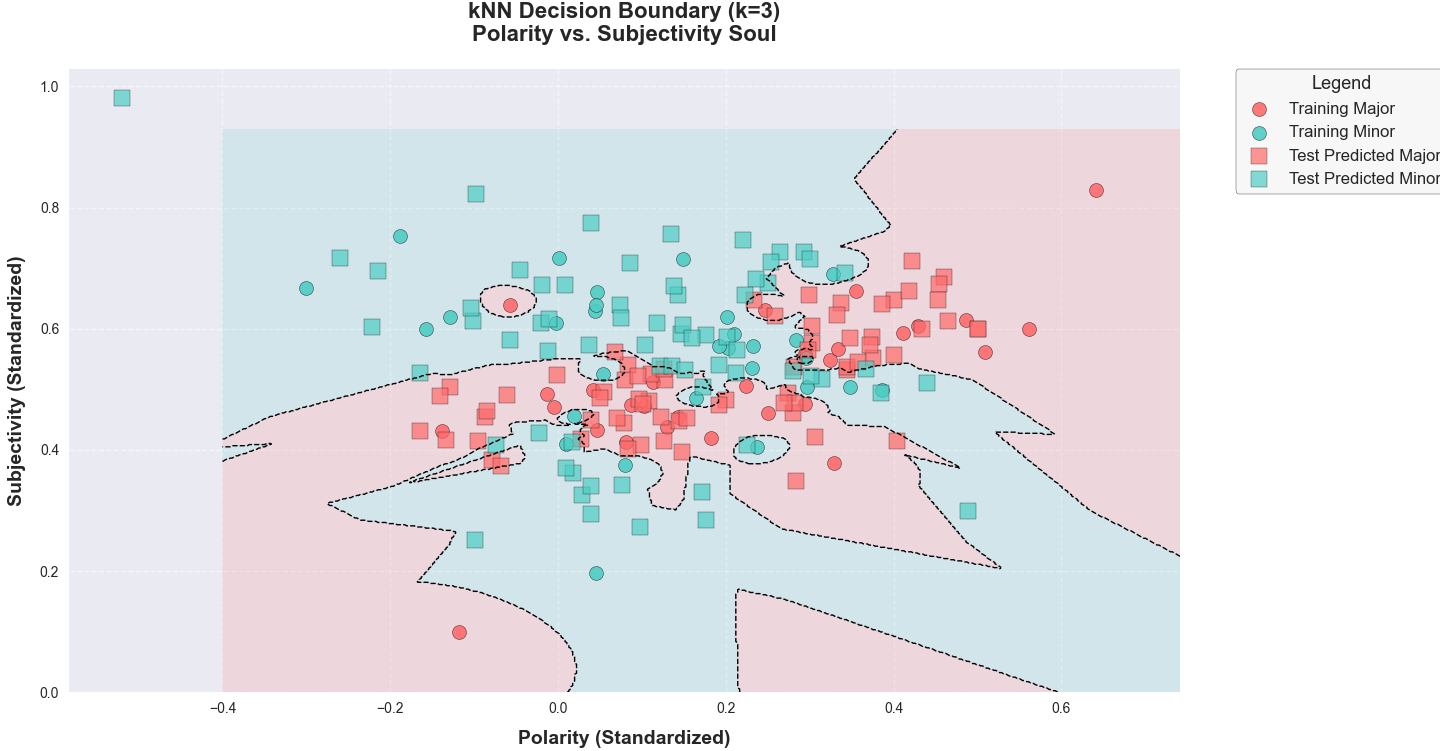 kNN Decision Boundary (k=3)
Polarity vs. Subjectivity Soul
Legend
Training Major
Training Minor
Test Predicted Major
Test Predicted Minor
Subjectivity (Standardized)
1.0
0.8
0.6
0.4
0.2
0.0
−0.4
−0.2
0.0
0.2
0.4
0.6
Polarity (Standardized)